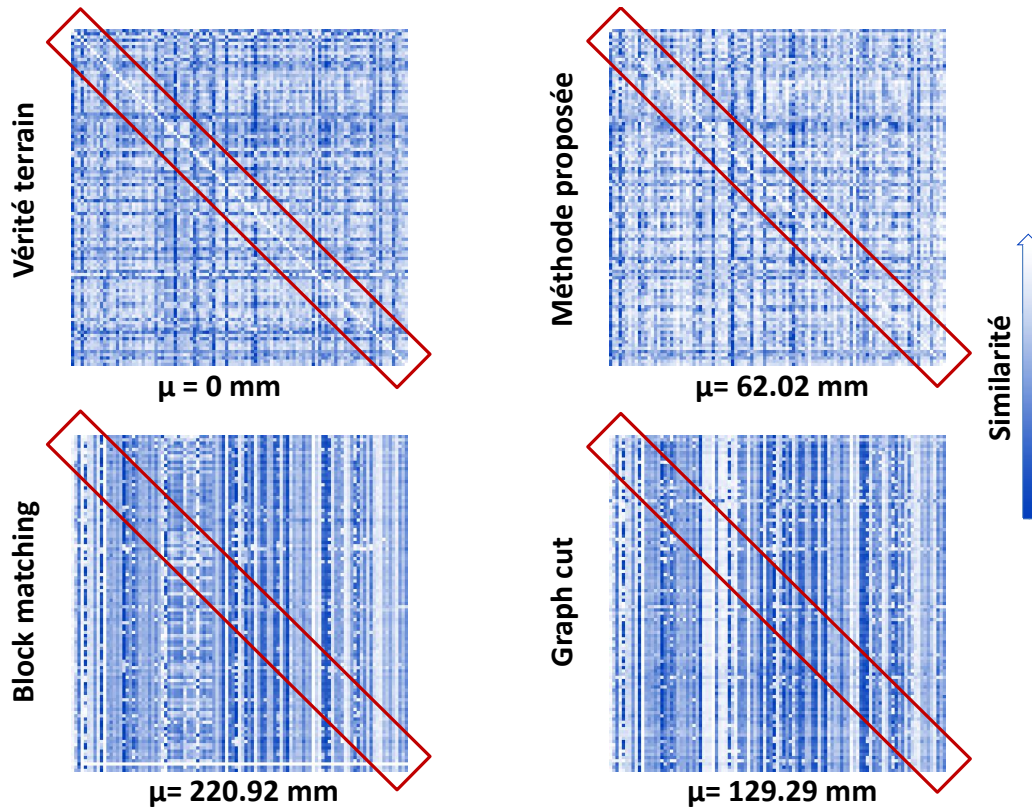 Vérité terrain
μ = 0 mm
Méthode proposée
μ= 62.02 mm
Similarité
Block matching
μ= 220.92 mm
Graph cut
μ= 129.29 mm